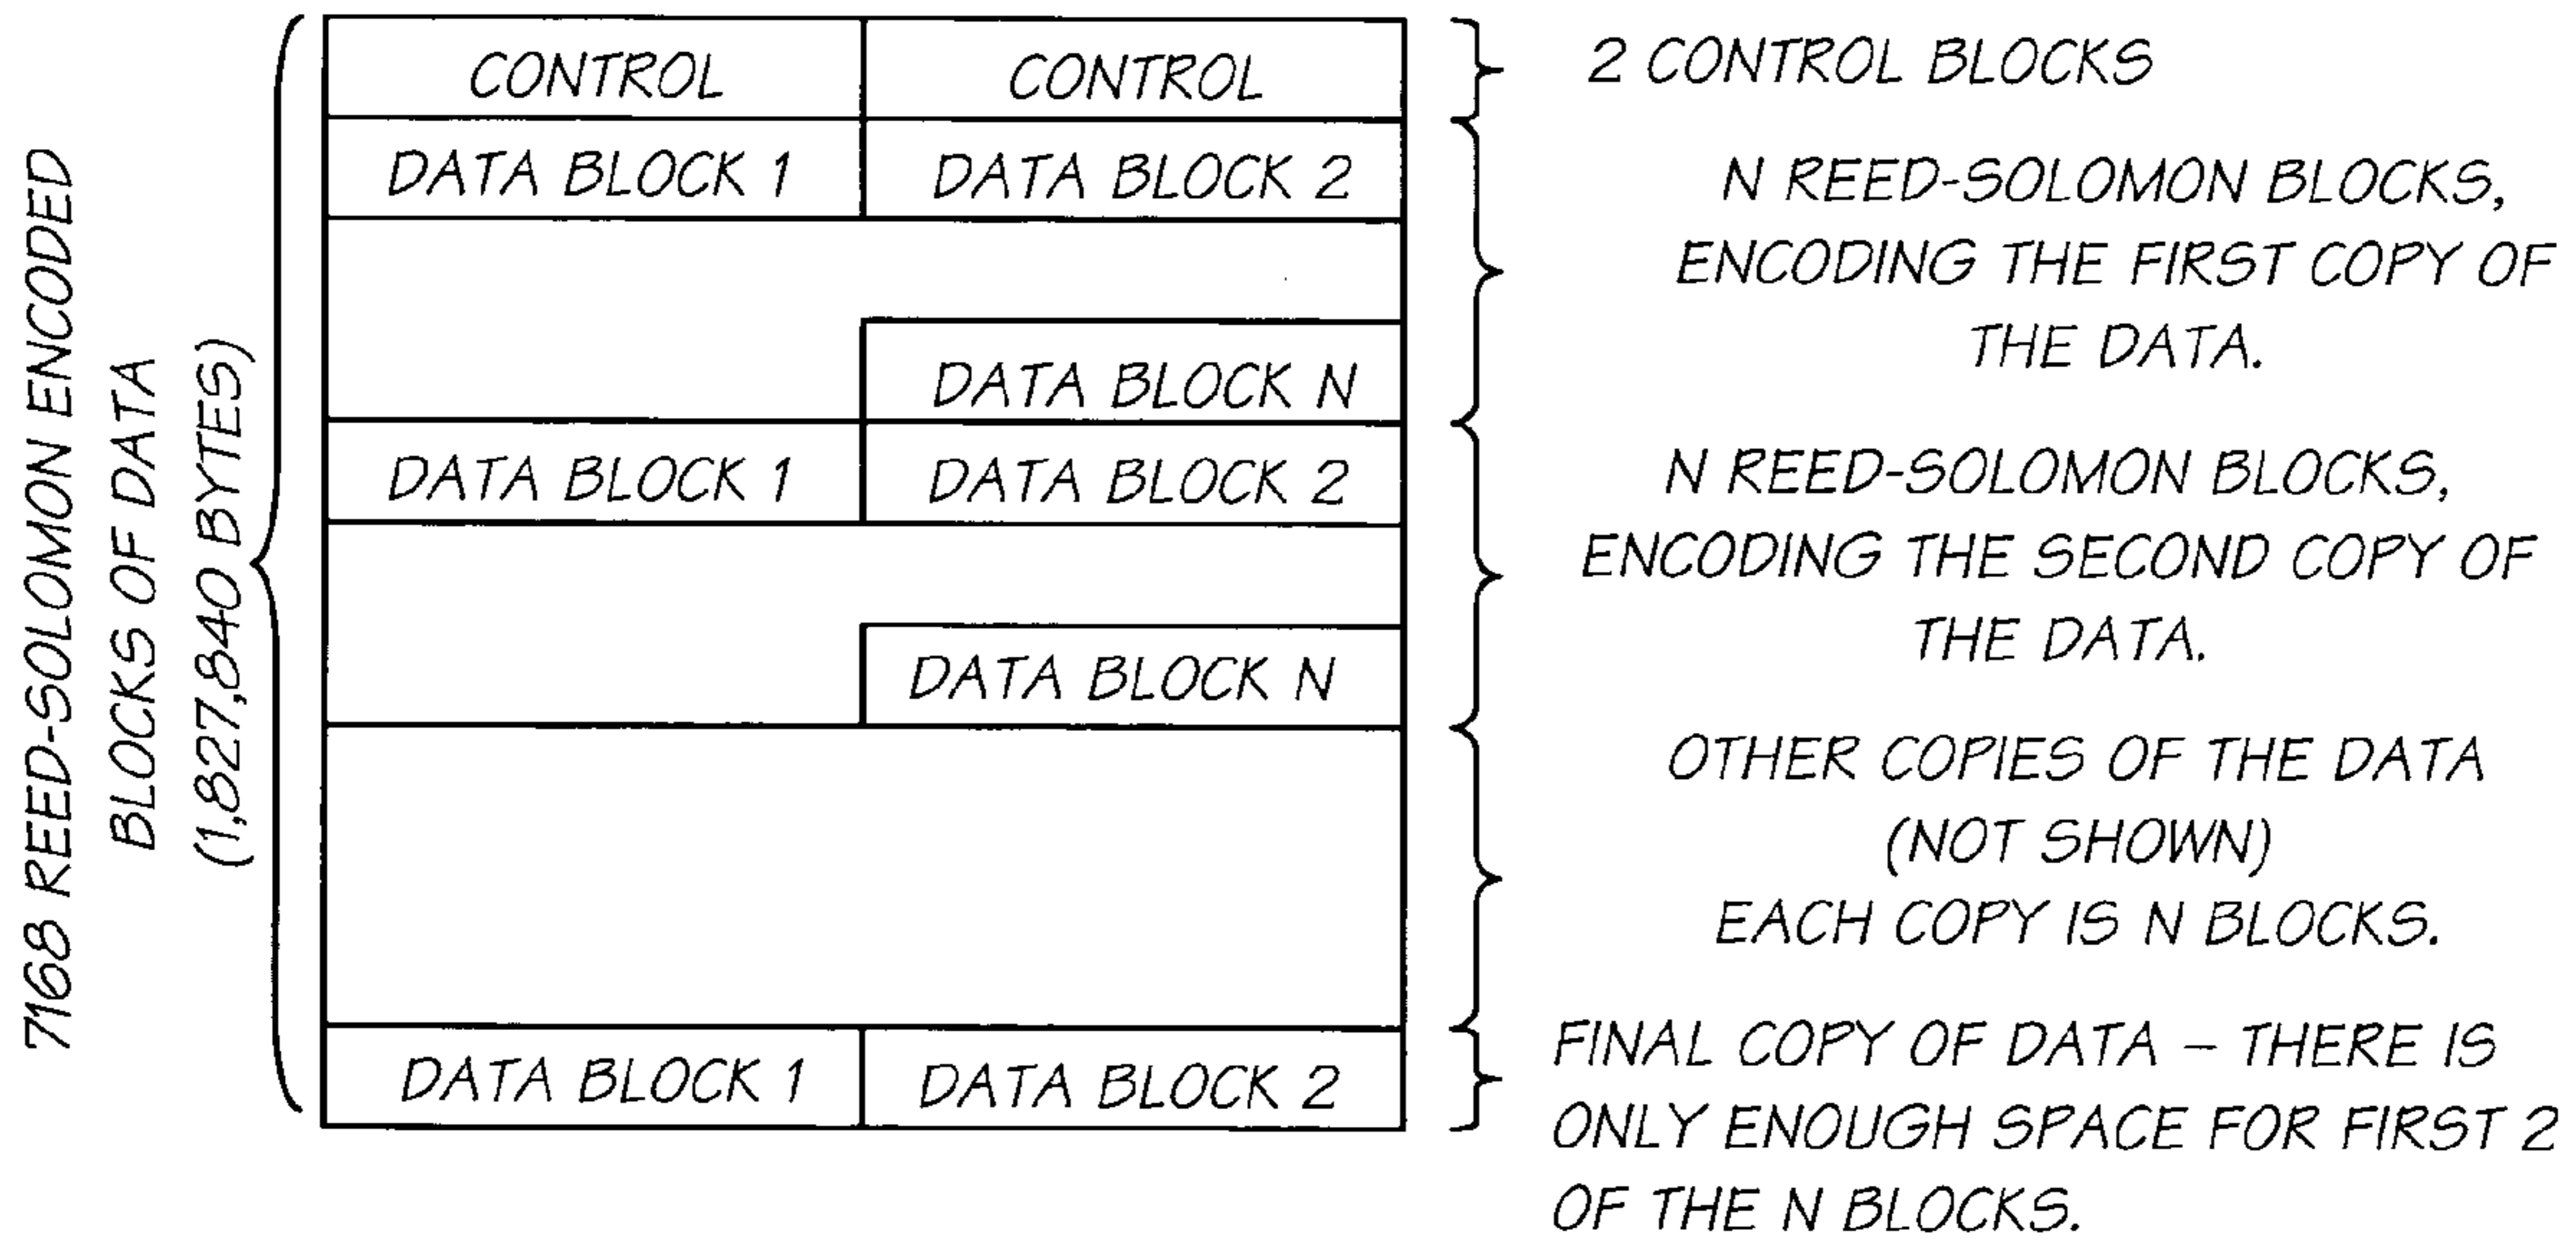 7168 REED-SOLOMON ENCODED
BLOCKS OF DATA
(1,827,840 BYTES)
CONTROL
CONTROL
DATA BLOCK 1
DATA BLOCK 2
DATA BLOCK N
DATA BLOCK 1
DATA BLOCK 2
DATA BLOCK N
DATA BLOCK 1
DATA BLOCK 2
2 CONTROL BLOCKS
N REED-SOLOMON BLOCKS,
ENCODING THE FIRST COPY OF
THE DATA.
N REED-SOLOMON BLOCKS,
ENCODING THE SECOND COPY OF
THE DATA.
OTHER COPIES OF THE DATA
(NOT SHOWN)
EACH COPY IS N BLOCKS.
FINAL COPY OF DATA – THERE IS
ONLY ENOUGH SPACE FOR FIRST 2
OF THE N BLOCKS.